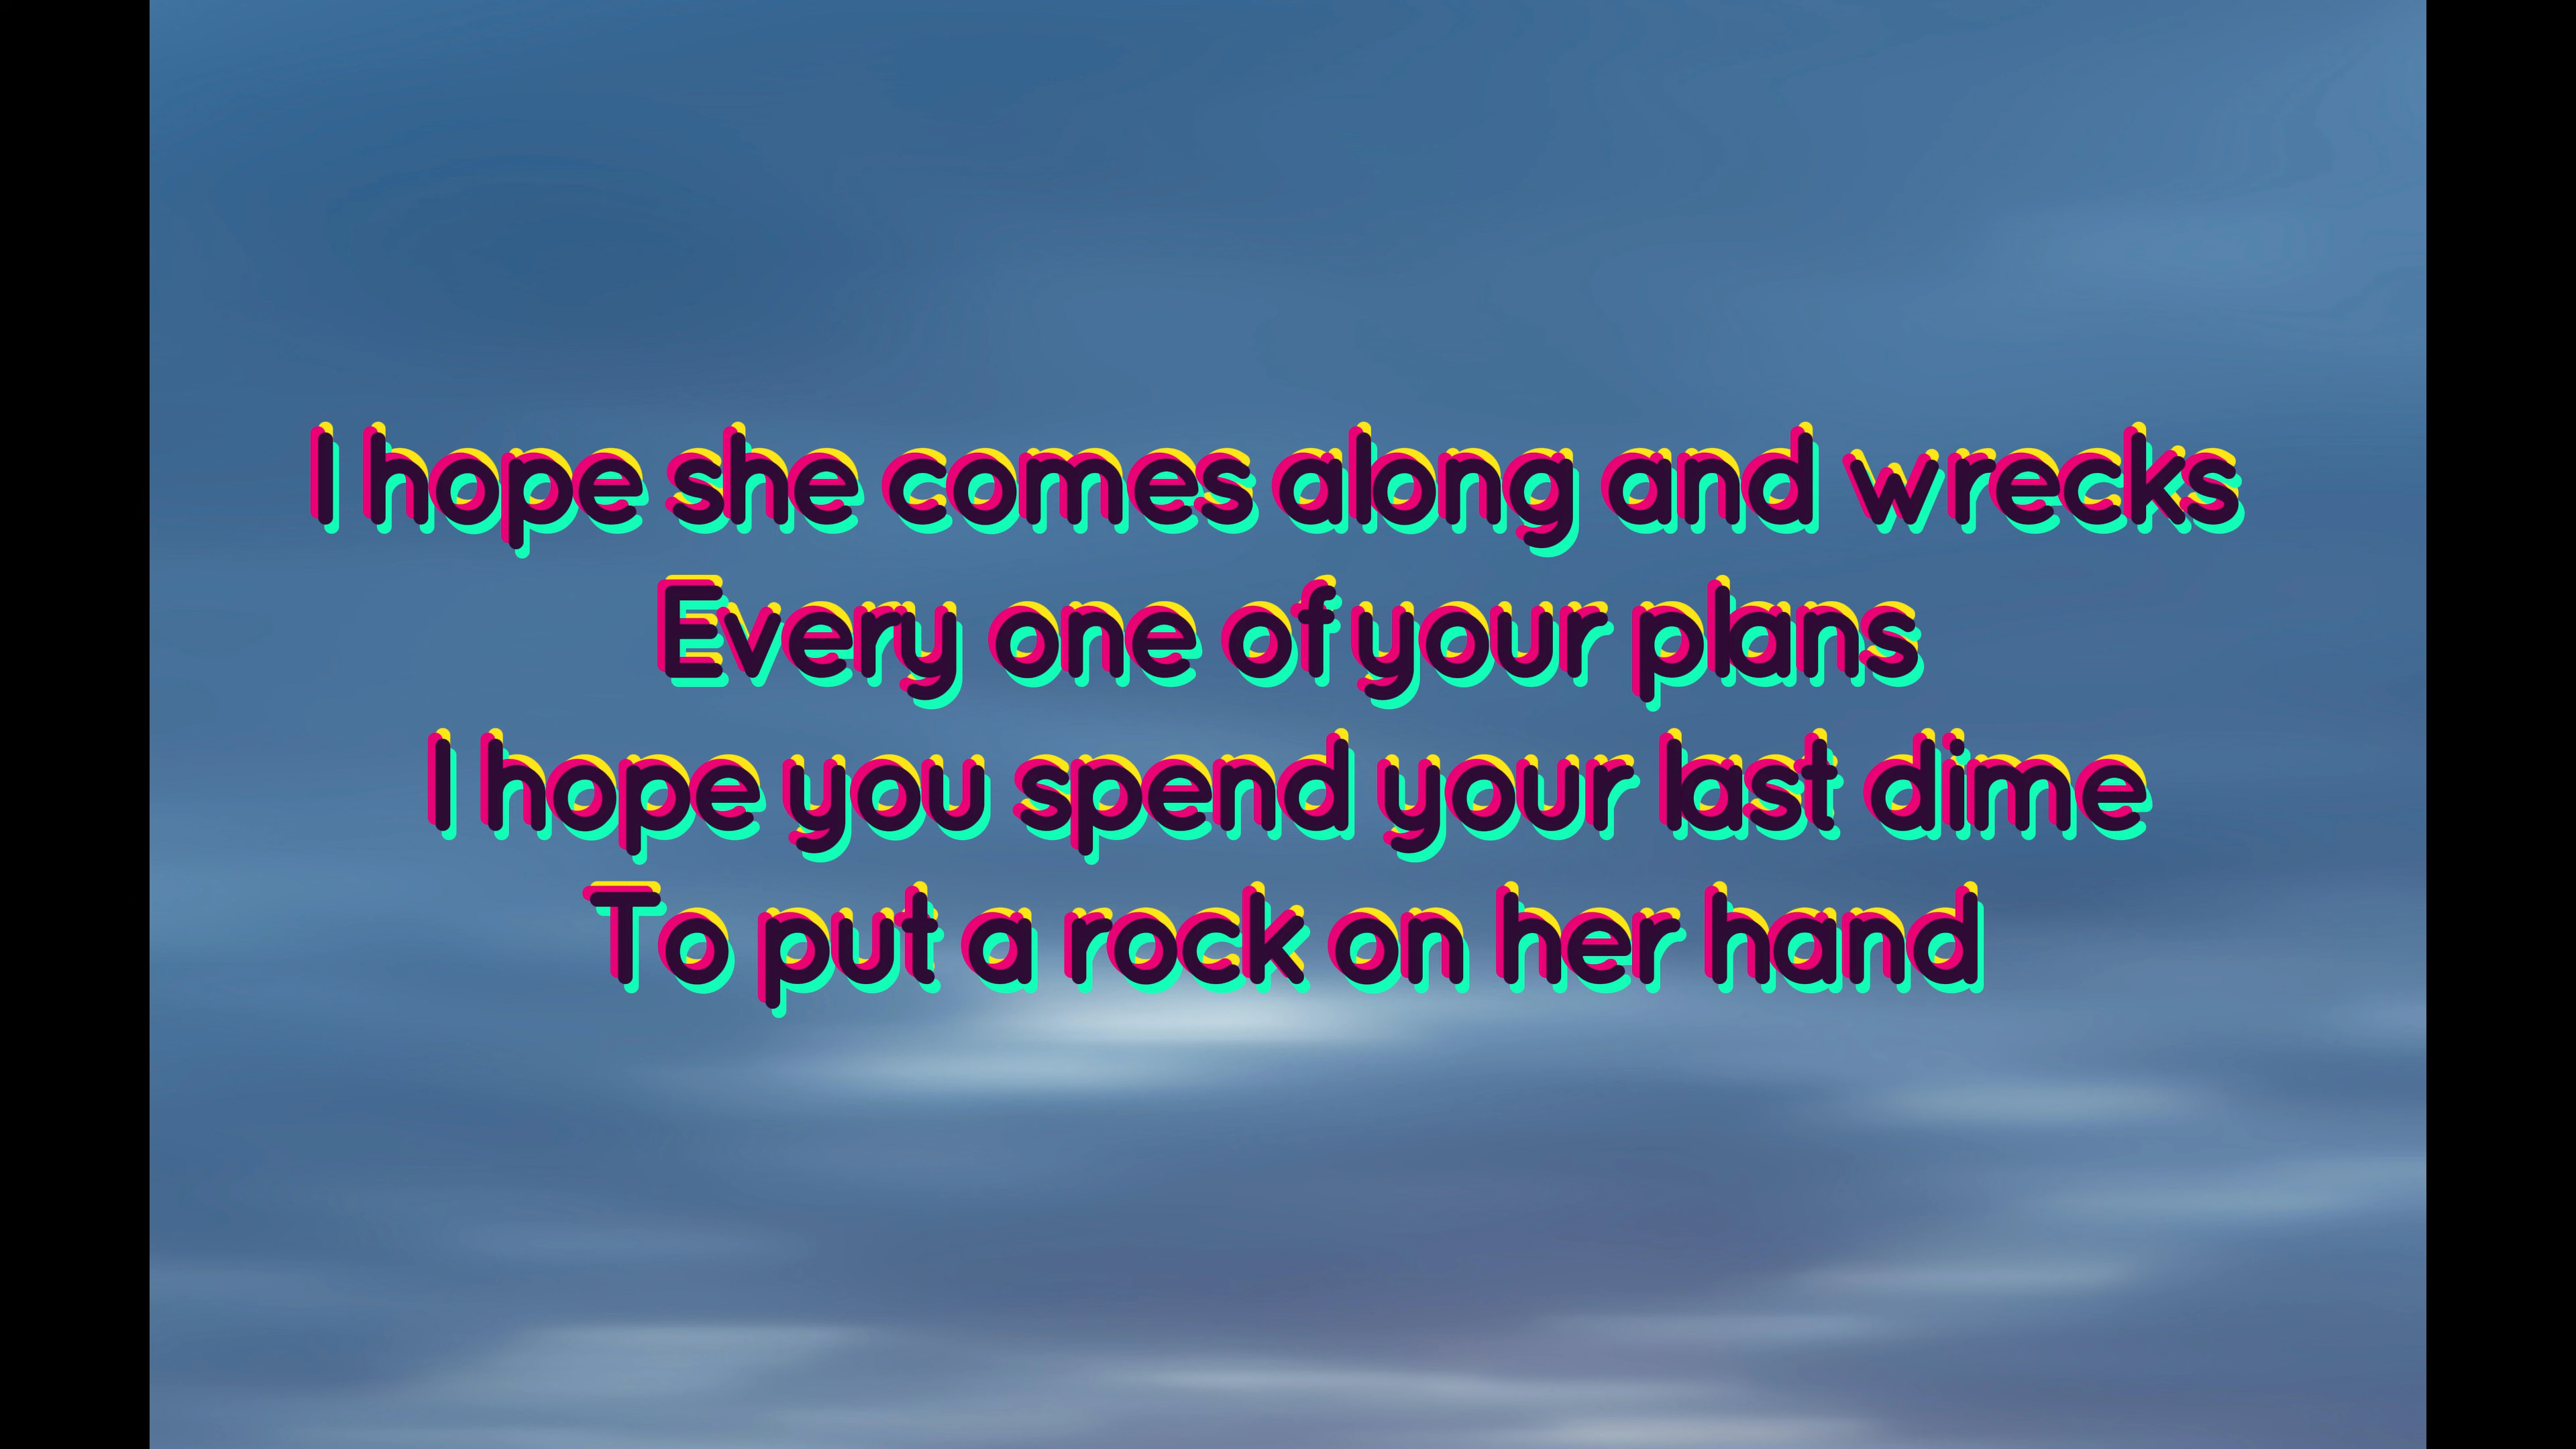 I hope she comes along and wrecks
Every one of your plans
I hope you spend your last dime
To put a rock on her hand